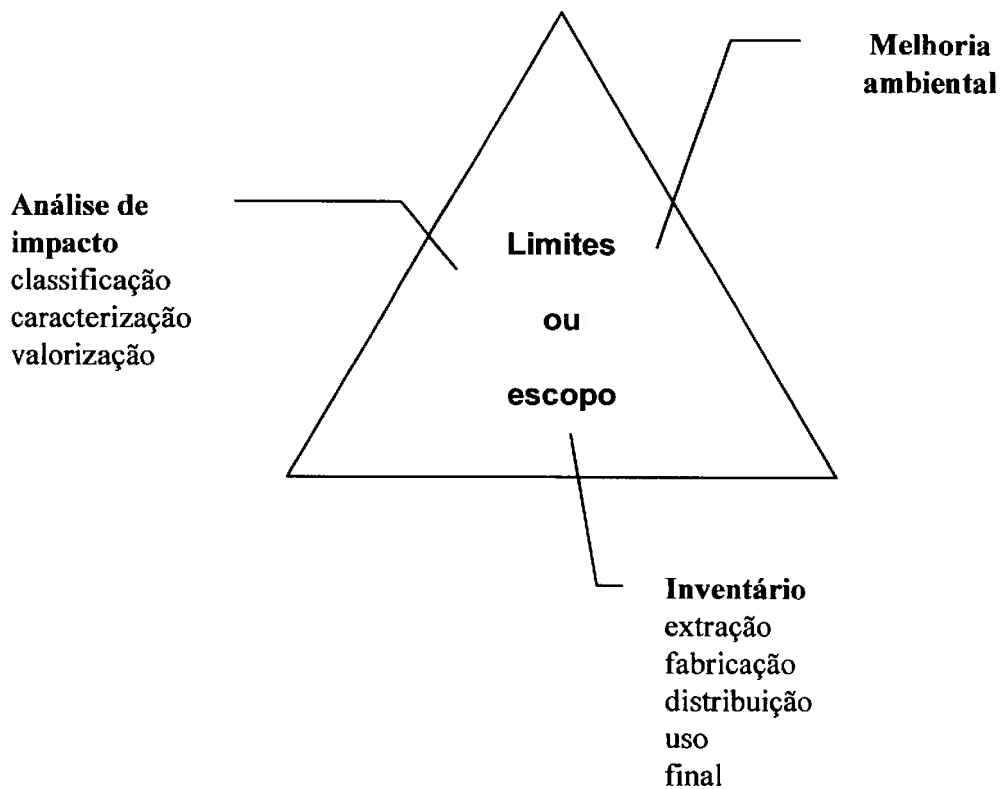 Melhoria
ambiental
Análise de
impacto
classificação
caracterização
valorização
Limites
ou
escopo
Inventário
extração
fabricação
distribuição
uso
final